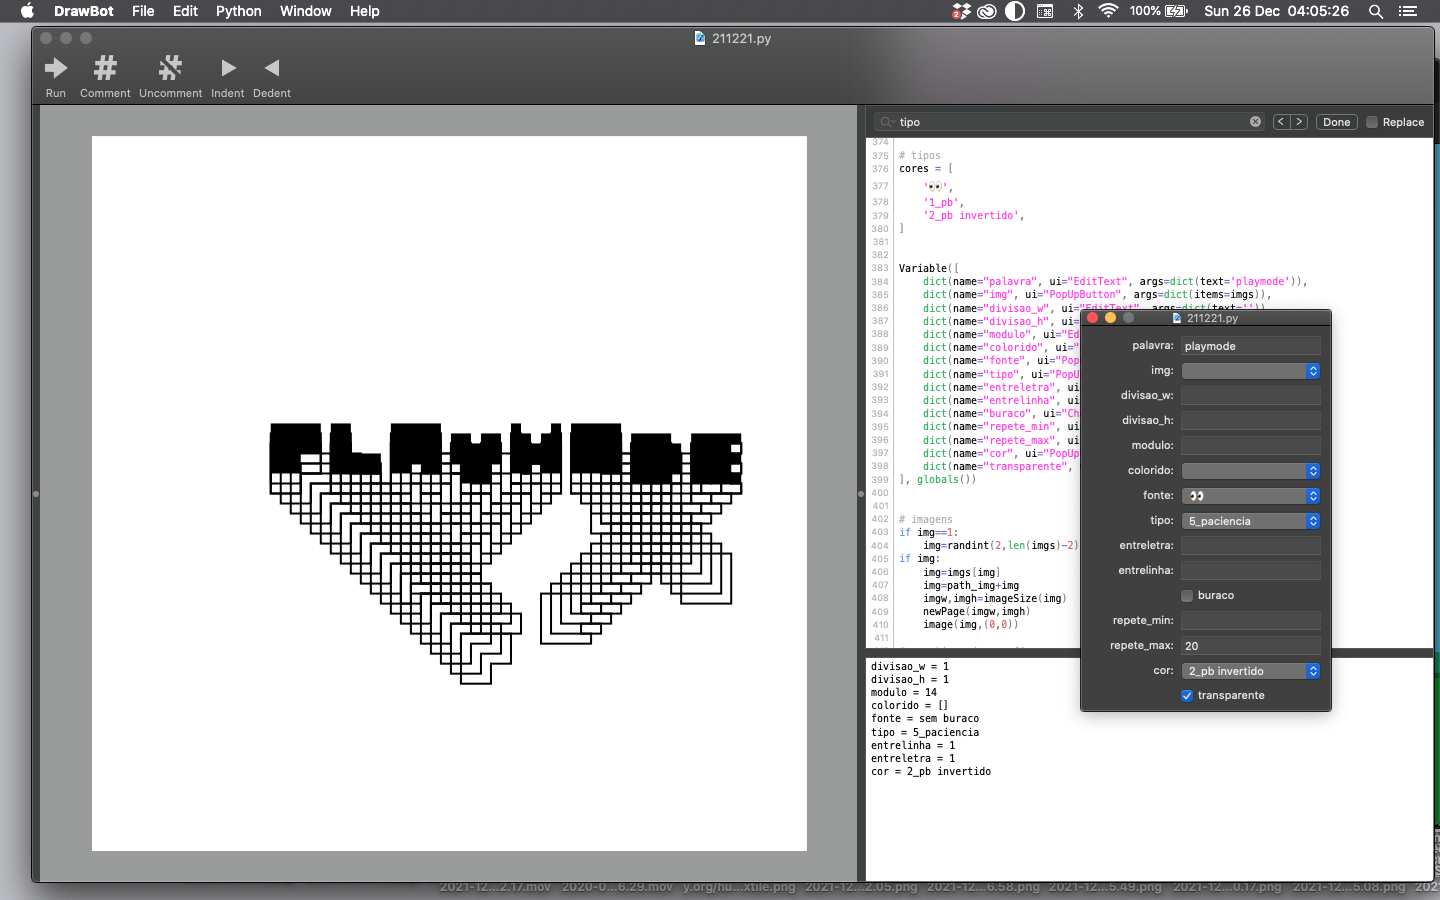 DrawBot File Edit Python Window Help 100% Sun 26 Dec 04:05:26
211221.py
Run Comment Uncomment Indent Dedent
tipo < > Done Replace
374
375 # tipos
376 cores = [
377 '👀',
378 '1_pb',
379 '2_pb invertido',
380 ]
381
382
383 Variable([
384 dict(name="palavra", ui="EditText", args=dict(text='playmode')),
385 dict(name="img", ui="PopUpButton", args=dict(items=imgs)),
386 dict(name="divisao_w", ui="EditText", args=dict(text='')),
387 dict(name="divisao_h", ui=
388 dict(name="modulo", ui="Ed
389 dict(name="colorido", ui="
390 dict(name="fonte", ui="Pop
391 dict(name="tipo", ui="PopU
392 dict(name="entreletra", ui
393 dict(name="entrelinha", ui
394 dict(name="buraco", ui="Ch
395 dict(name="repete_min", ui
396 dict(name="repete_max", ui
397 dict(name="cor", ui="PopUp
398 dict(name="transparente",
399 ], globals())
400
401
402 # imagens
403 if img==1:
404 img=randint(2,len(imgs)-2)
405 if img:
406 img=imgs[img]
407 img=path_img+img
408 imgw,imgh=imageSize(img)
409 newPage(imgw,imgh)
410 image(img,(0,0))
411
211221.py
palavra: playmode
img:
divisao_w:
divisao_h:
modulo:
colorido:
fonte: 👀
tipo: 5_paciencia
entreletra:
entrelinha:
buraco
repete_min:
repete_max: 20
cor: 2_pb invertido
transparente
divisao_w = 1
divisao_h = 1
modulo = 14
colorido = []
fonte = sem buraco
tipo = 5_paciencia
entrelinha = 1
entreletra = 1
cor = 2_pb invertido
2021-12...2.17.mov 2020-0...6.29.mov y.org/hu...xtile.png 2021-12...2.05.png 2021-12...6.58.png 2021-12...5.49.png 2021-12...0.17.png 2021-12...5.08.png